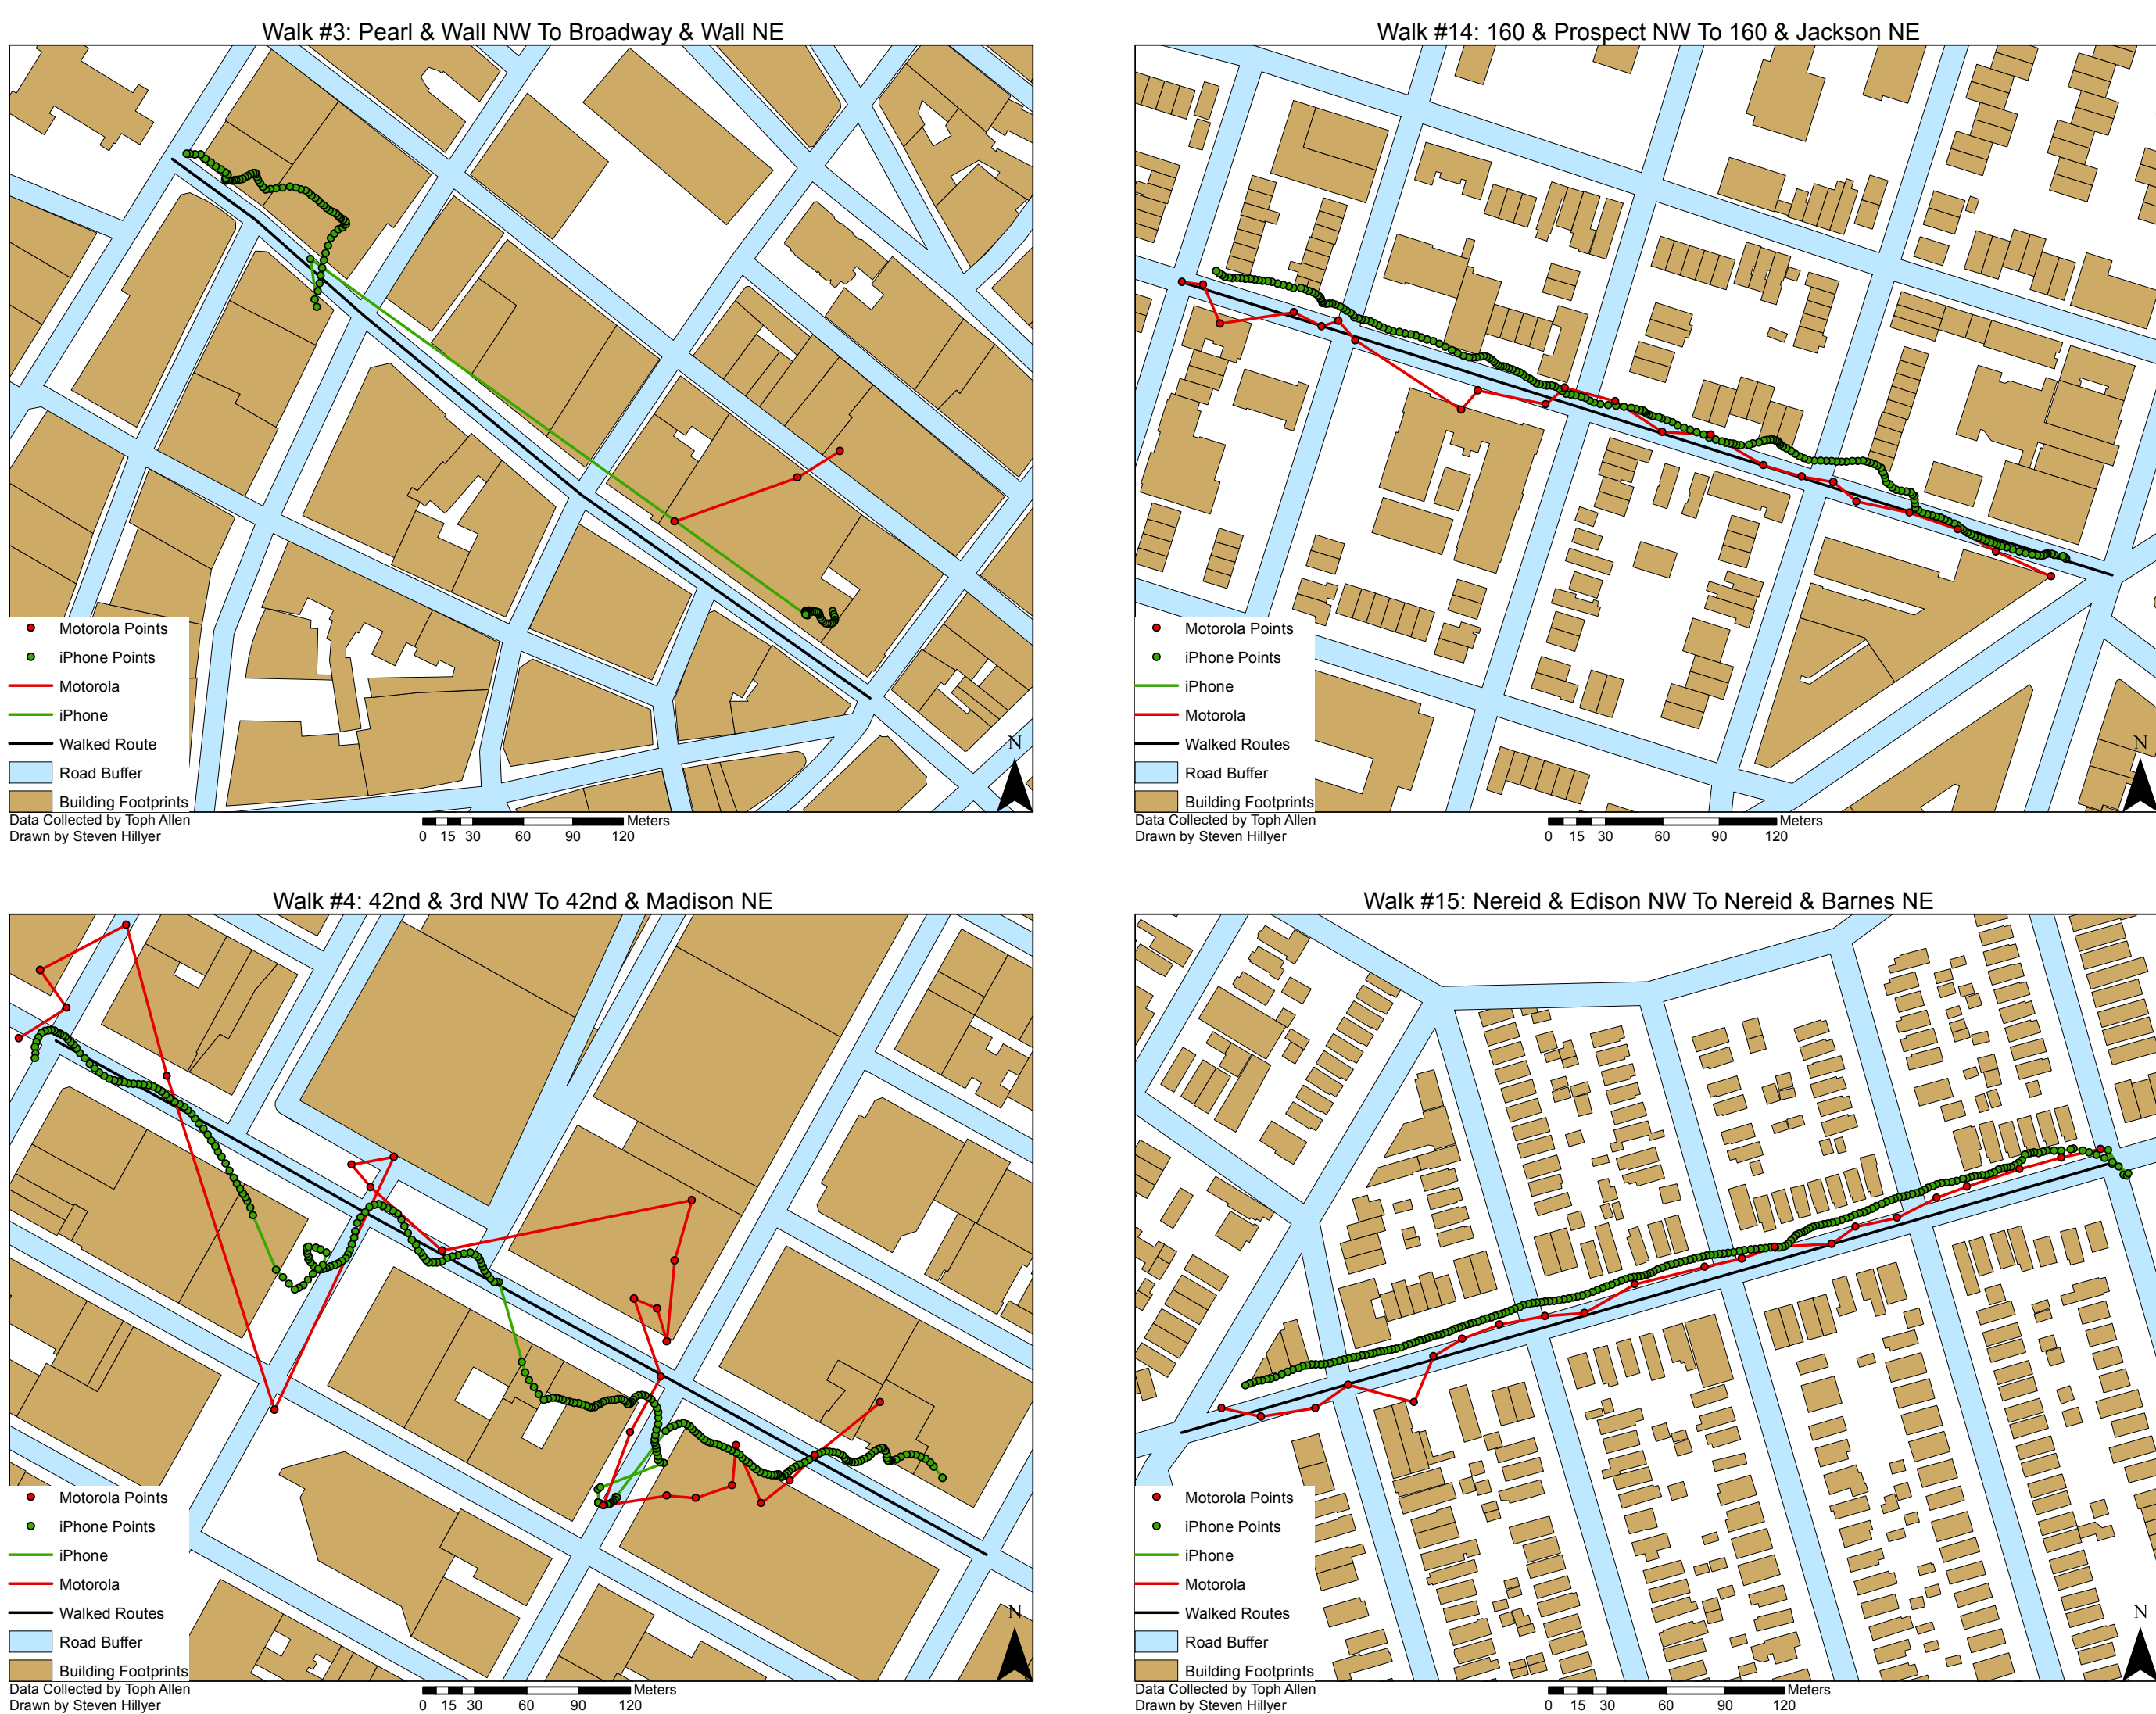 Walk #3: Pearl & Wall NW To Broadway & Wall NE
Motorola Points
iPhone Points
Motorola
iPhone
Walked Route
Road Buffer
Building Footprints
N
Data Collected by Toph Allen
Drawn by Steven Hillyer
Meters
0 15 30 60 90 120
Walk #14: 160 & Prospect NW To 160 & Jackson NE
Motorola Points
iPhone Points
iPhone
Motorola
Walked Routes
Road Buffer
Building Footprints
N
Data Collected by Toph Allen
Drawn by Steven Hillyer
Meters
0 15 30 60 90 120
Walk #4: 42nd & 3rd NW To 42nd & Madison NE
Motorola Points
iPhone Points
iPhone
Motorola
Walked Routes
Road Buffer
Building Footprints
N
Data Collected by Toph Allen
Drawn by Steven Hillyer
Meters
0 15 30 60 90 120
Walk #15: Nereid & Edison NW To Nereid & Barnes NE
Motorola Points
iPhone Points
iPhone
Motorola
Walked Routes
Road Buffer
Building Footprints
N
Data Collected by Toph Allen
Drawn by Steven Hillyer
Meters
0 15 30 60 90 120